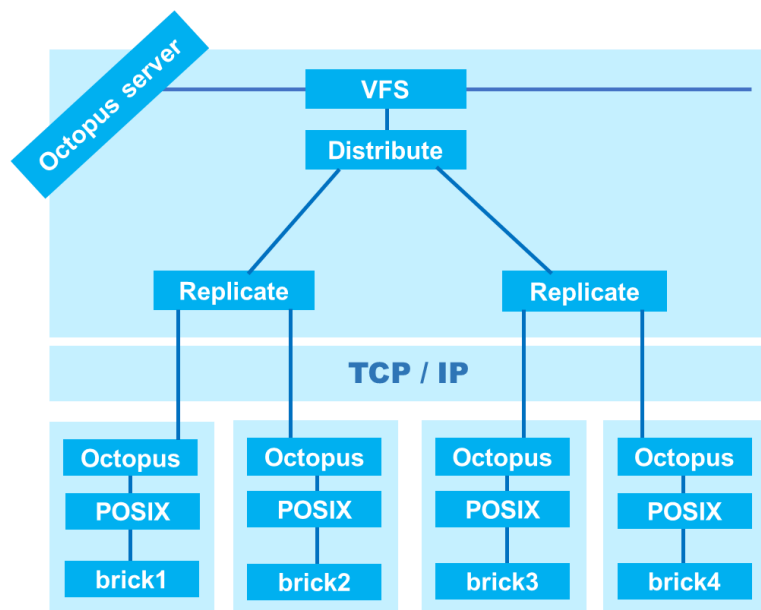 Octopus server
VFS
Distribute
Replicate
Replicate
TCP / IP
Octopus
Octopus
Octopus
Octopus
POSIX
POSIX
POSIX
POSIX
brick1
brick2
brick3
brick4